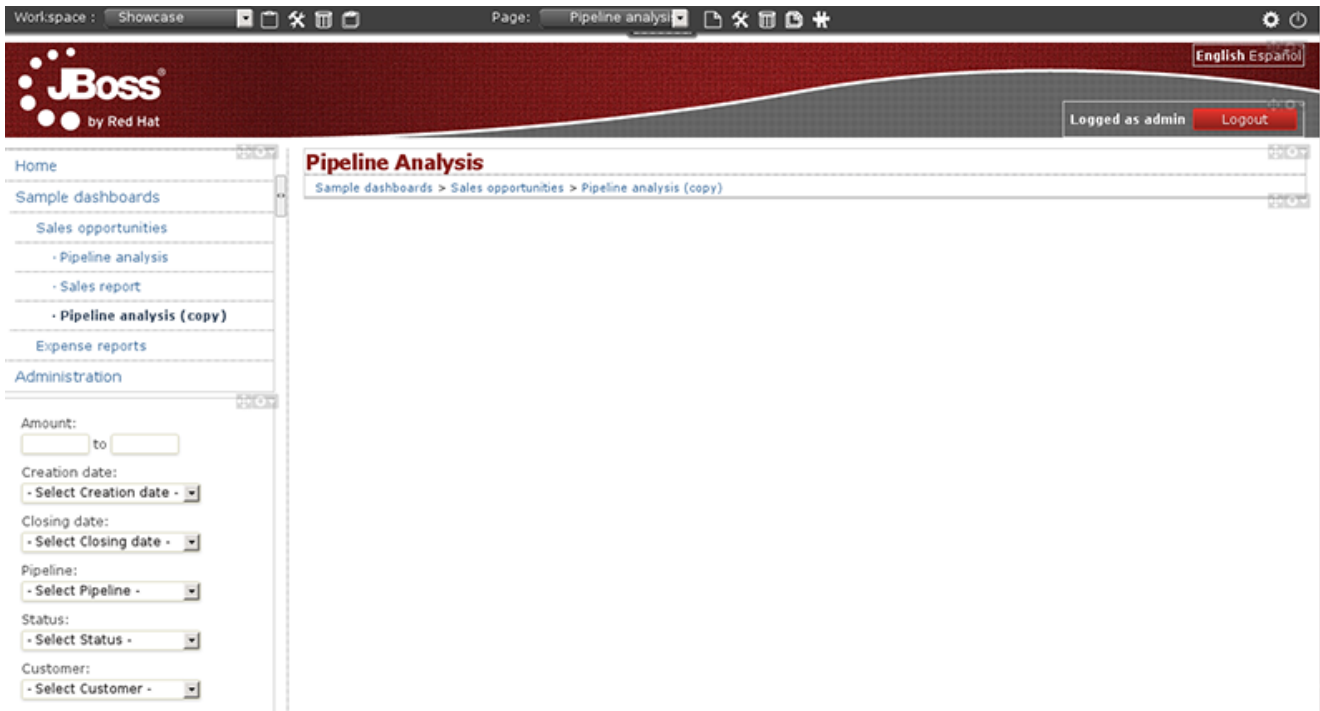 Workspace : Showcase Page: Pipeline analysis
English Español
JBoss®
by Red Hat
Logged as admin Logout
Home
Sample dashboards
Sales opportunities
· Pipeline analysis
· Sales report
· Pipeline analysis (copy)
Expense reports
Administration
Pipeline Analysis
Sample dashboards > Sales opportunities > Pipeline analysis (copy)
Amount:
to
Creation date:
- Select Creation date -
Closing date:
- Select Closing date -
Pipeline:
- Select Pipeline -
Status:
- Select Status -
Customer:
- Select Customer -